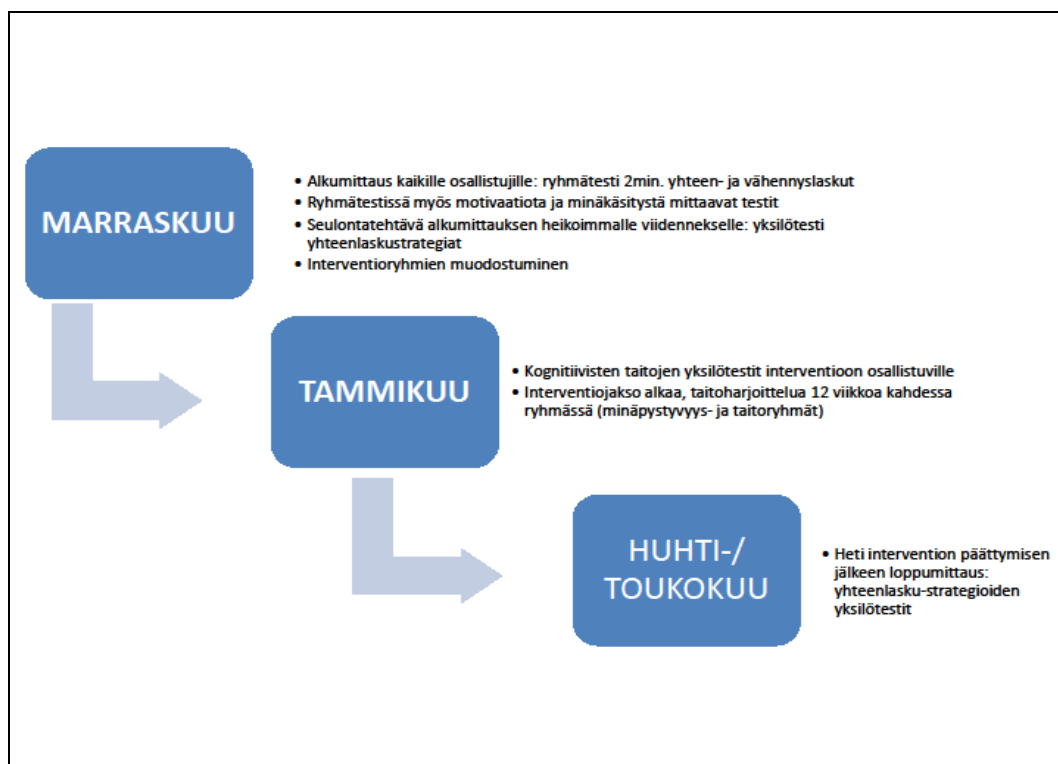 MARRASKUU
• Alkumittaus kaikille osallistujille: ryhmätesti 2min. yhteen- ja vähennyslaskut
• Ryhmätestissä myös motivaatiota ja minäkäsitystä mittaavat testit
• Seulontatehtävä alkumittauksen heikoimmalle viidennekselle: yksilötesti
yhteenlaskustrategiat
• Interventioryhmien muodostuminen
TAMMIKUU
• Kognitiivisten taitojen yksilötestit interventioon osallistuville
• Interventiojakso alkaa, taitoharjoittelua 12 viikkoa kahdessa
ryhmässä (minäpystyvyys- ja taitoryhmät)
HUHTI-/
TOUKOKUU
• Heti intervention päättymisen
jälkeen loppumittaus:
yhteenlasku-strategioiden
yksilötestit